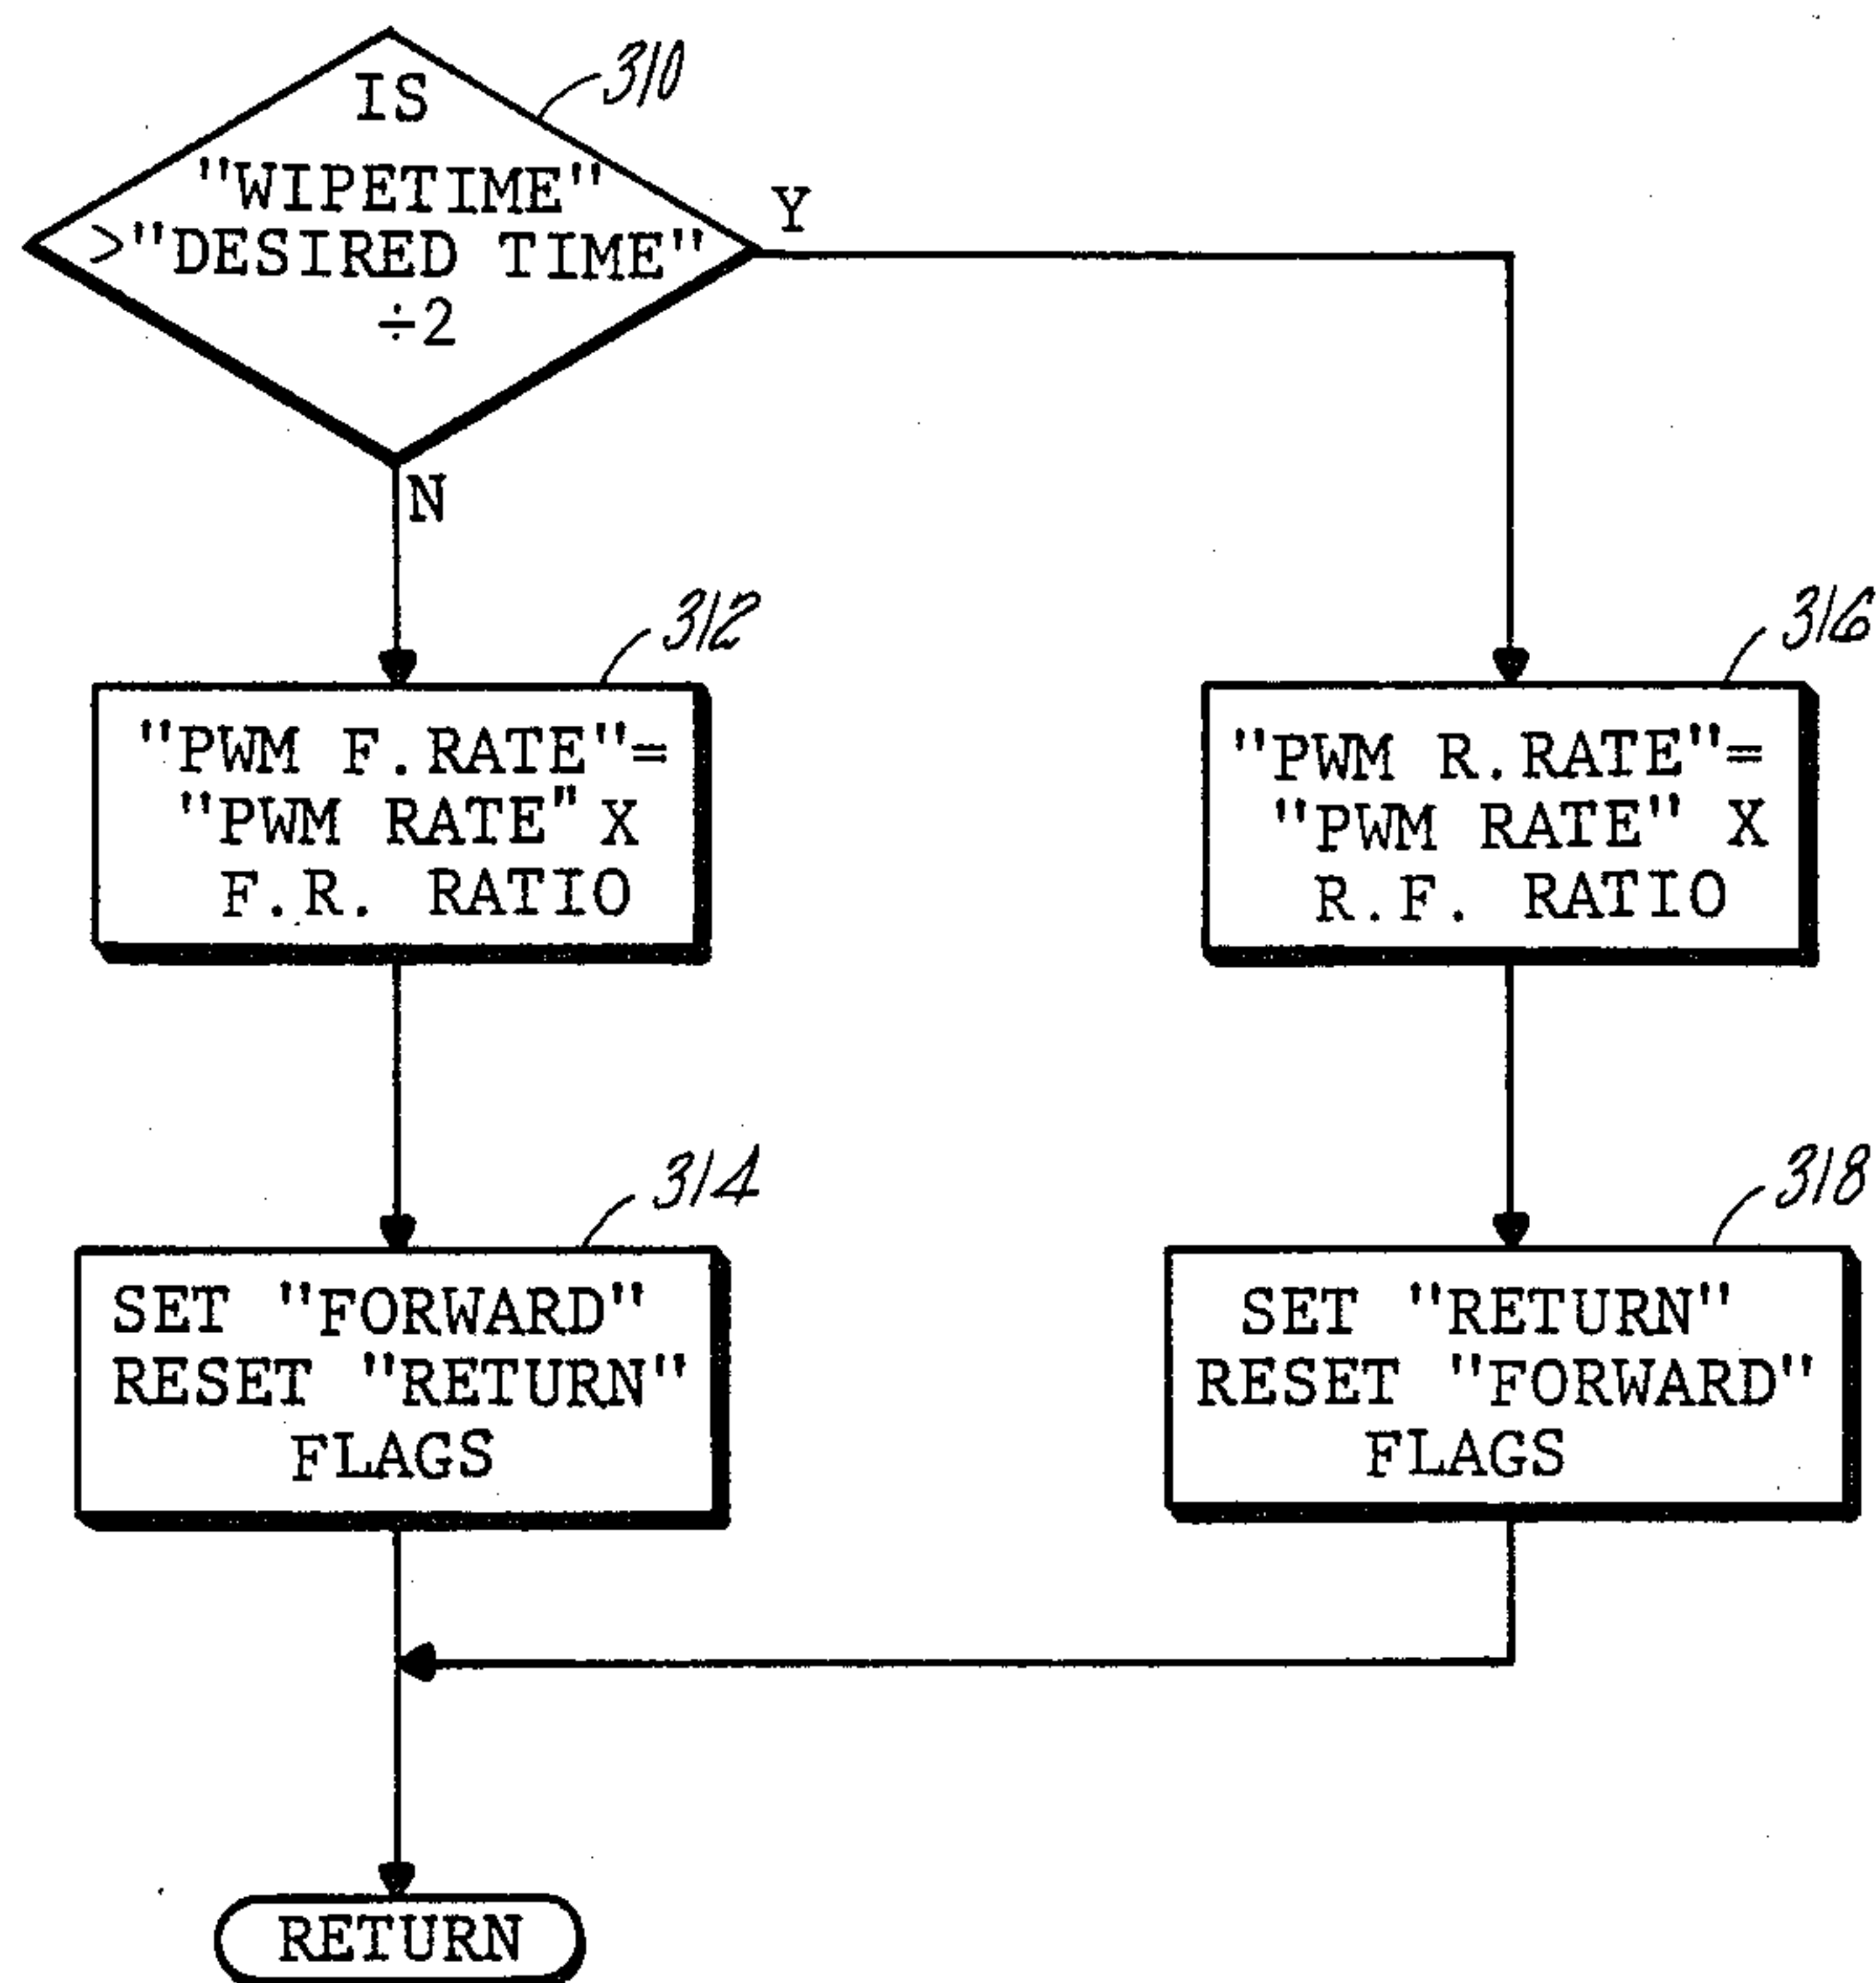 IS
"WIPETIME"
>"DESIRED TIME"
÷2
310
Y
N
312
"PWM F.RATE"=
"PWM RATE" X
F.R. RATIO
316
"PWM R.RATE"=
"PWM RATE" X
R.F. RATIO
314
SET "FORWARD"
RESET "RETURN"
FLAGS
318
SET "RETURN"
RESET "FORWARD"
FLAGS
RETURN